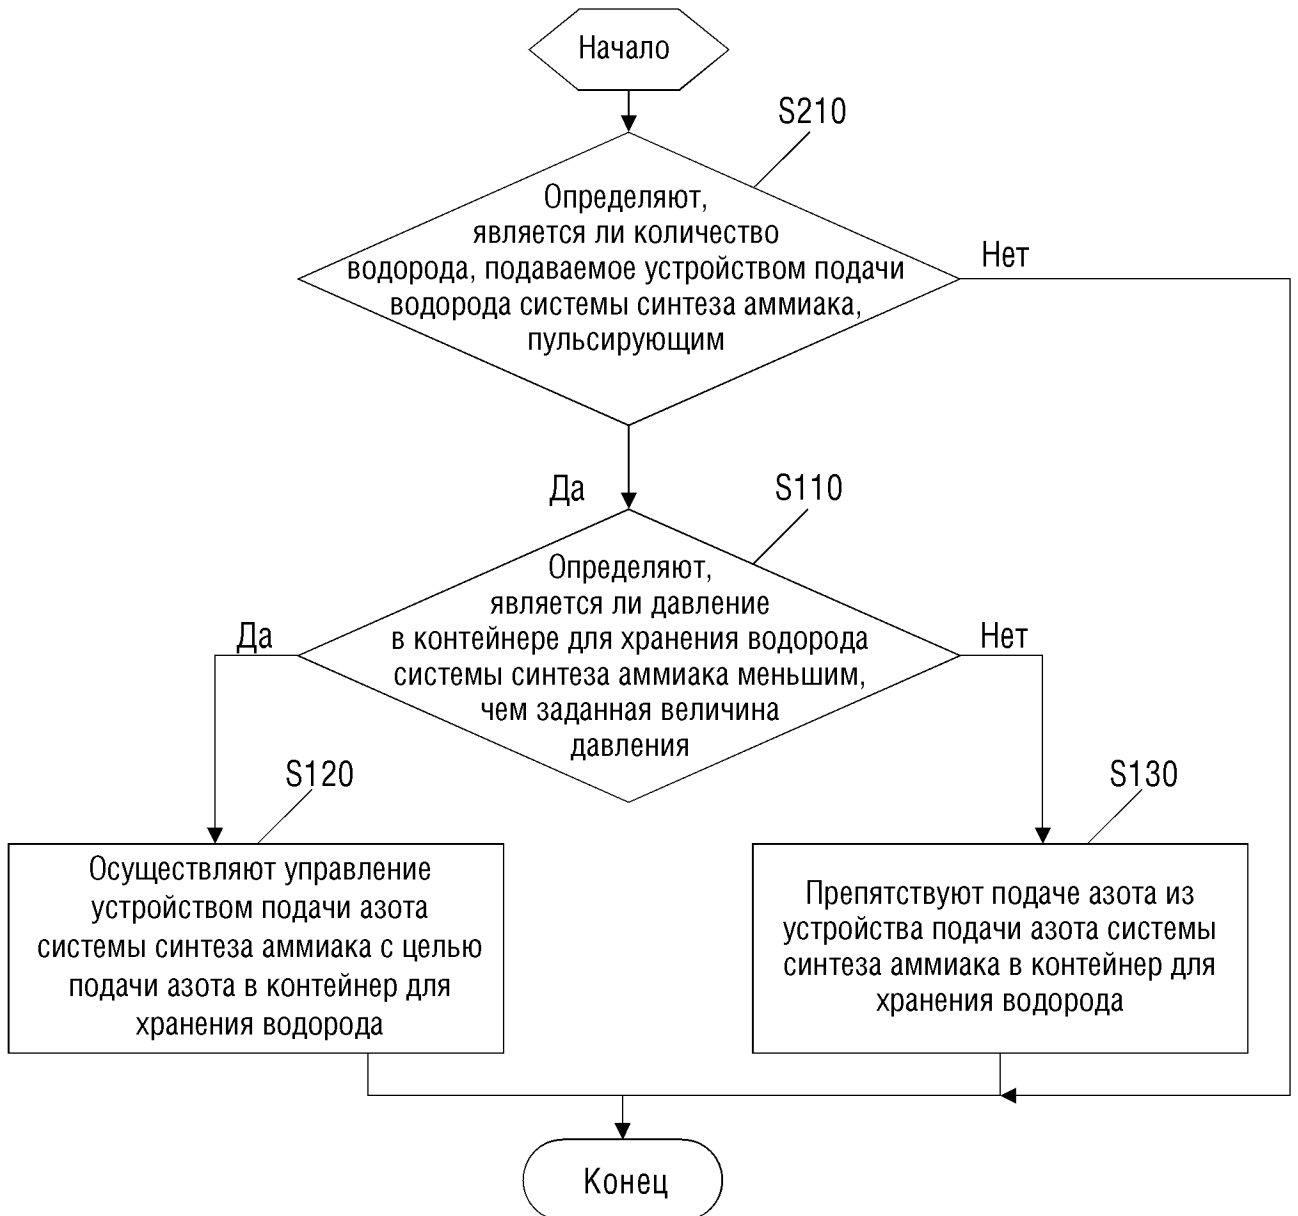 Начало
S210
Определяют,
является ли количество
водорода, подаваемое устройством подачи
водорода системы синтеза аммиака,
пульсирующим
Нет
Да
S110
Определяют,
является ли давление
в контейнере для хранения водорода
системы синтеза аммиака меньшим,
чем заданная величина
давления
Да
Нет
S120
S130
Осуществляют управление
устройством подачи азота
системы синтеза аммиака с целью
подачи азота в контейнер для
хранения водорода
Препятствуют подаче азота из
устройства подачи азота системы
синтеза аммиака в контейнер для
хранения водорода
Конец